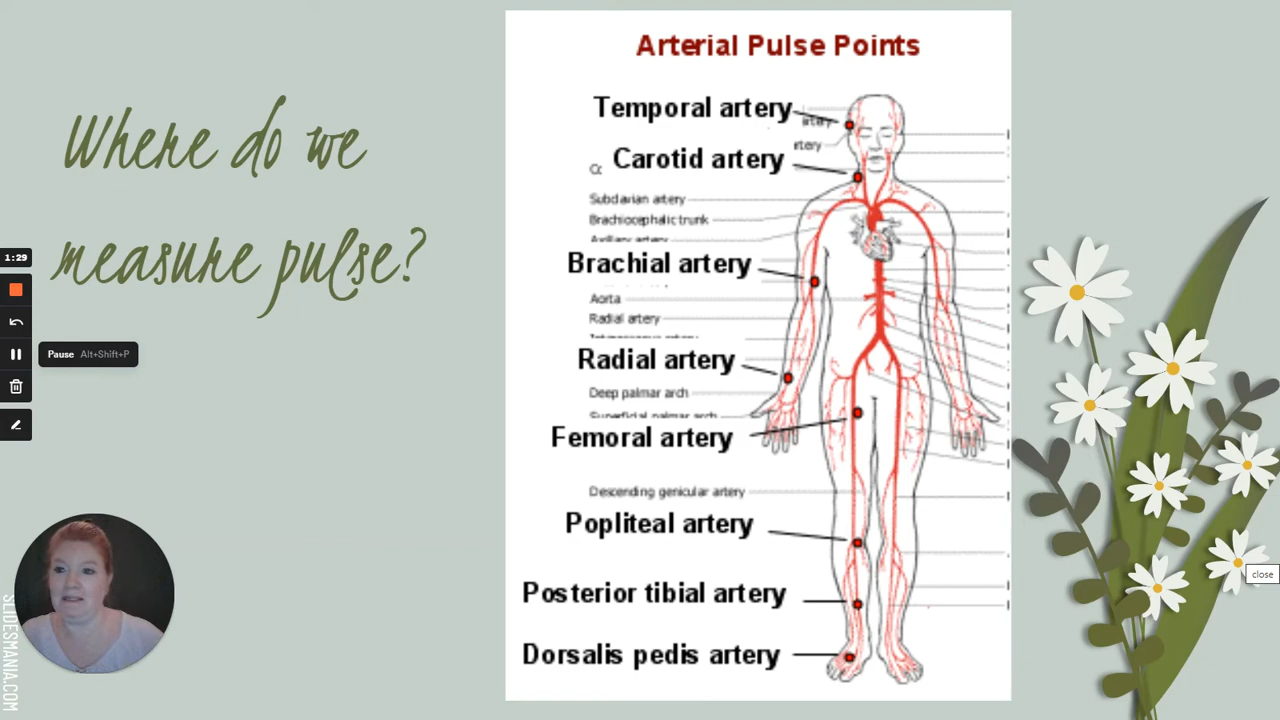 Where do we
measure pulse?
Arterial Pulse Points
Temporal artery
artery
rtery
Carotid artery
Subclavian artery
Brachiocephalic trunk
Axillary artery
Brachial artery
Aorta
Radial artery
Radial artery
Deep palmar arch
Superficial palmar arch
Femoral artery
Descending genicular artery
Popliteal artery
Posterior tibial artery
Dorsalis pedis artery
1:29
Pause Alt+Shift+P
close
SLIDESMANIA.COM